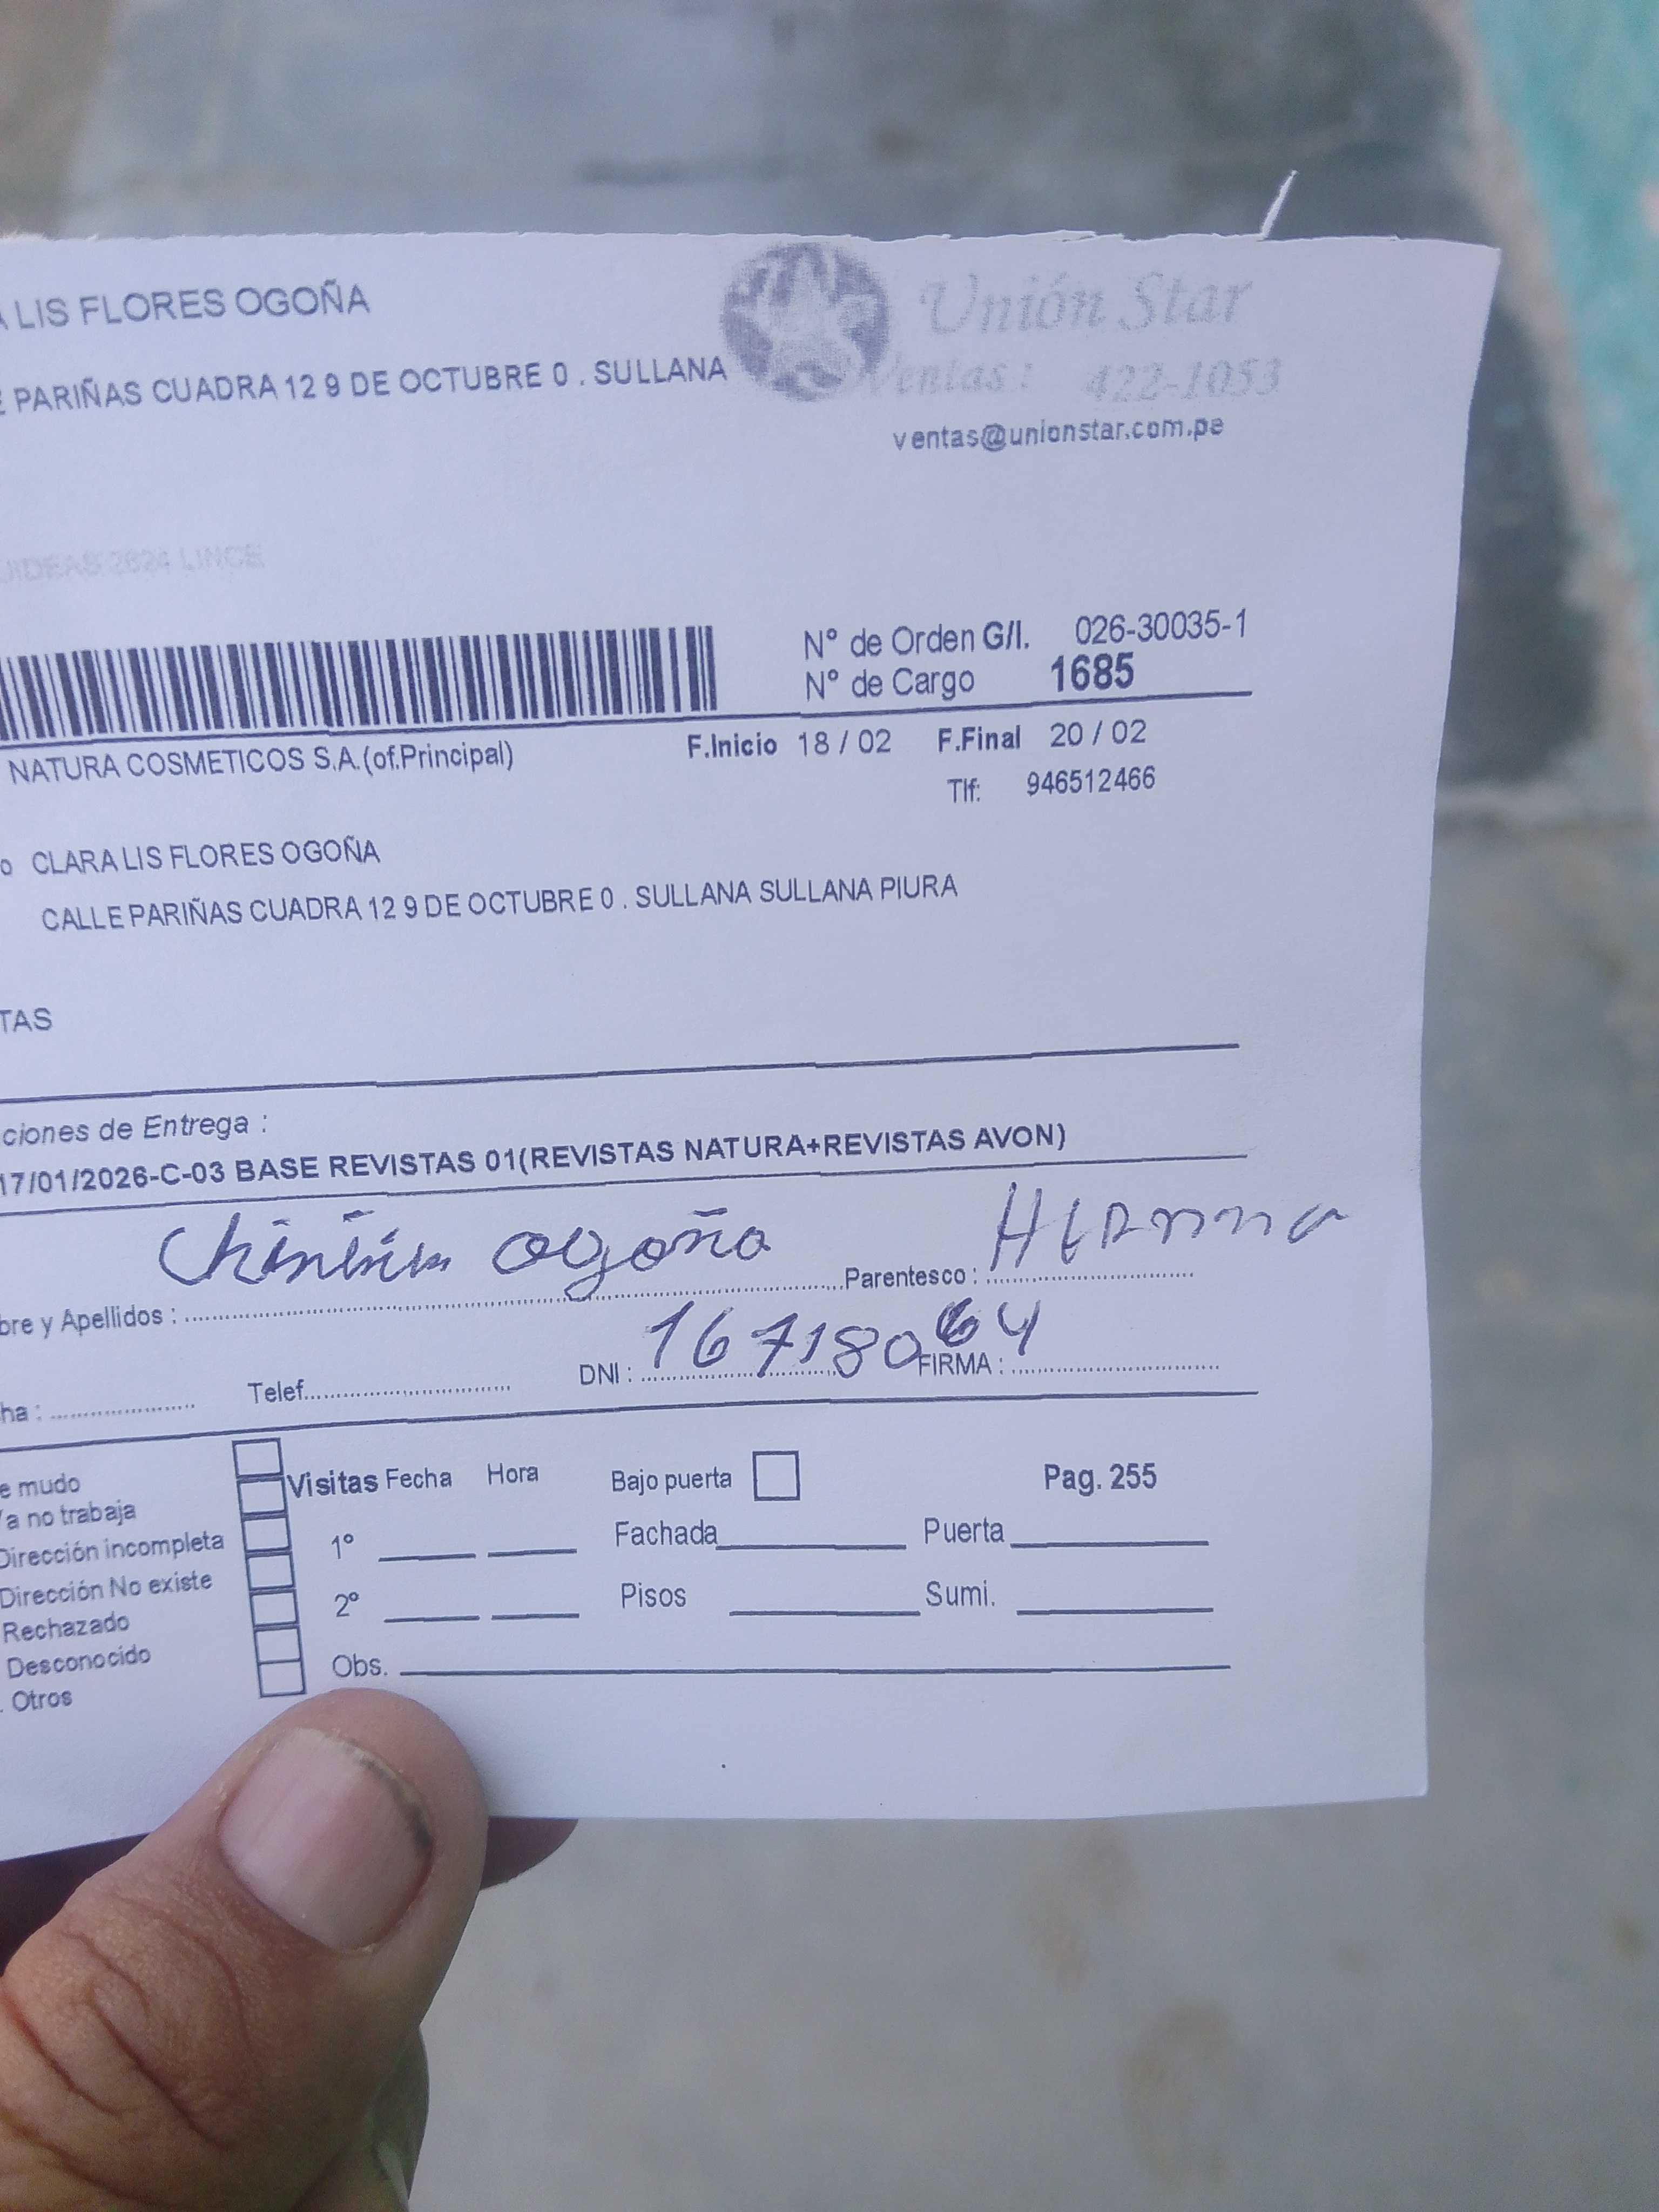 LIS FLORES OGOÑA
Unión Star
PARIÑAS CUADRA 12 9 DE OCTUBRE 0 . SULLANA
Ventas : 422-1053
ventas@unionstar.com.pe
2624 LINCE
N° de Orden G/I. 026-30035-1
N° de Cargo 1685
NATURA COSMETICOS S.A.(of.Principal)
F.Inicio 18 / 02 F.Final 20 / 02
Tlf: 946512466
CLARA LIS FLORES OGOÑA
CALLE PARIÑAS CUADRA 12 9 DE OCTUBRE 0 . SULLANA SULLANA PIURA
TAS
ciones de Entrega :
17/01/2026-C-03 BASE REVISTAS 01(REVISTAS NATURA+REVISTAS AVON)
bre y Apellidos : ogoña Parentesco :
ha : Telef. DNI : 16718064 FIRMA :
e mudo
Ya no trabaja
Dirección incompleta
Dirección No existe
Rechazado
Desconocido
. Otros
Visitas Fecha Hora Bajo puerta Pag. 255
1° Fachada Puerta
2° Pisos Sumi.
Obs.